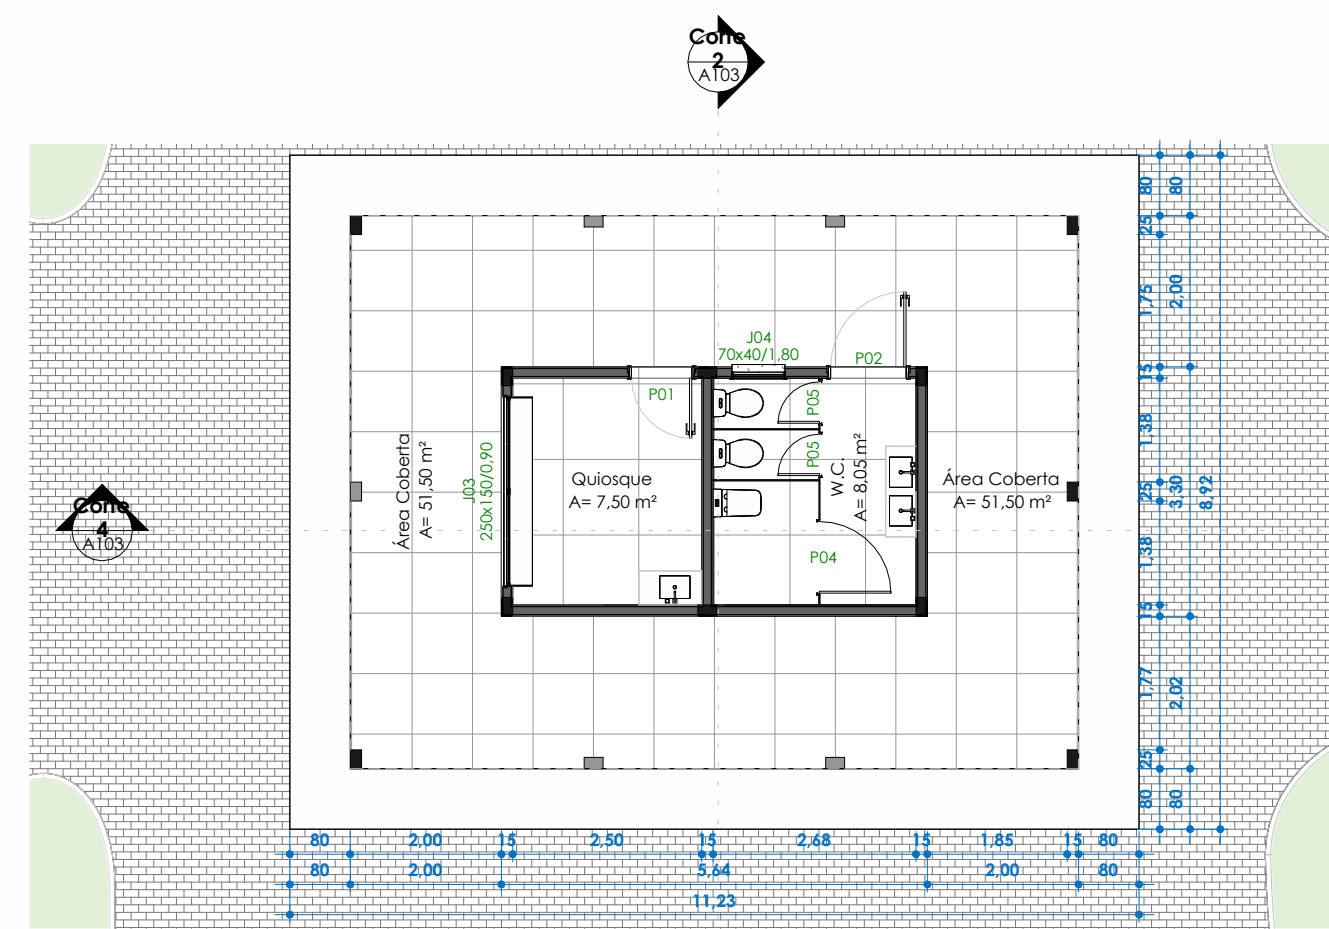 Corte
2
A103
J04
70x40/1,80
P02
P01
P05
P05
Área Coberta
A= 51,50 m²
J03
250x150/0,90
Quiosque
A= 7,50 m²
W.C.
A= 8,05 m²
Área Coberta
A= 51,50 m²
P04
Corte
4
A103
80
25
1,75
15
1,38
25
1,38
15
1,77
25
80
80
2,00
3,30
2,02
80
8,92
80 2,00 15 2,50 15 2,68 15 1,85 15 80
80 2,00 5,64 2,00 80
11,23